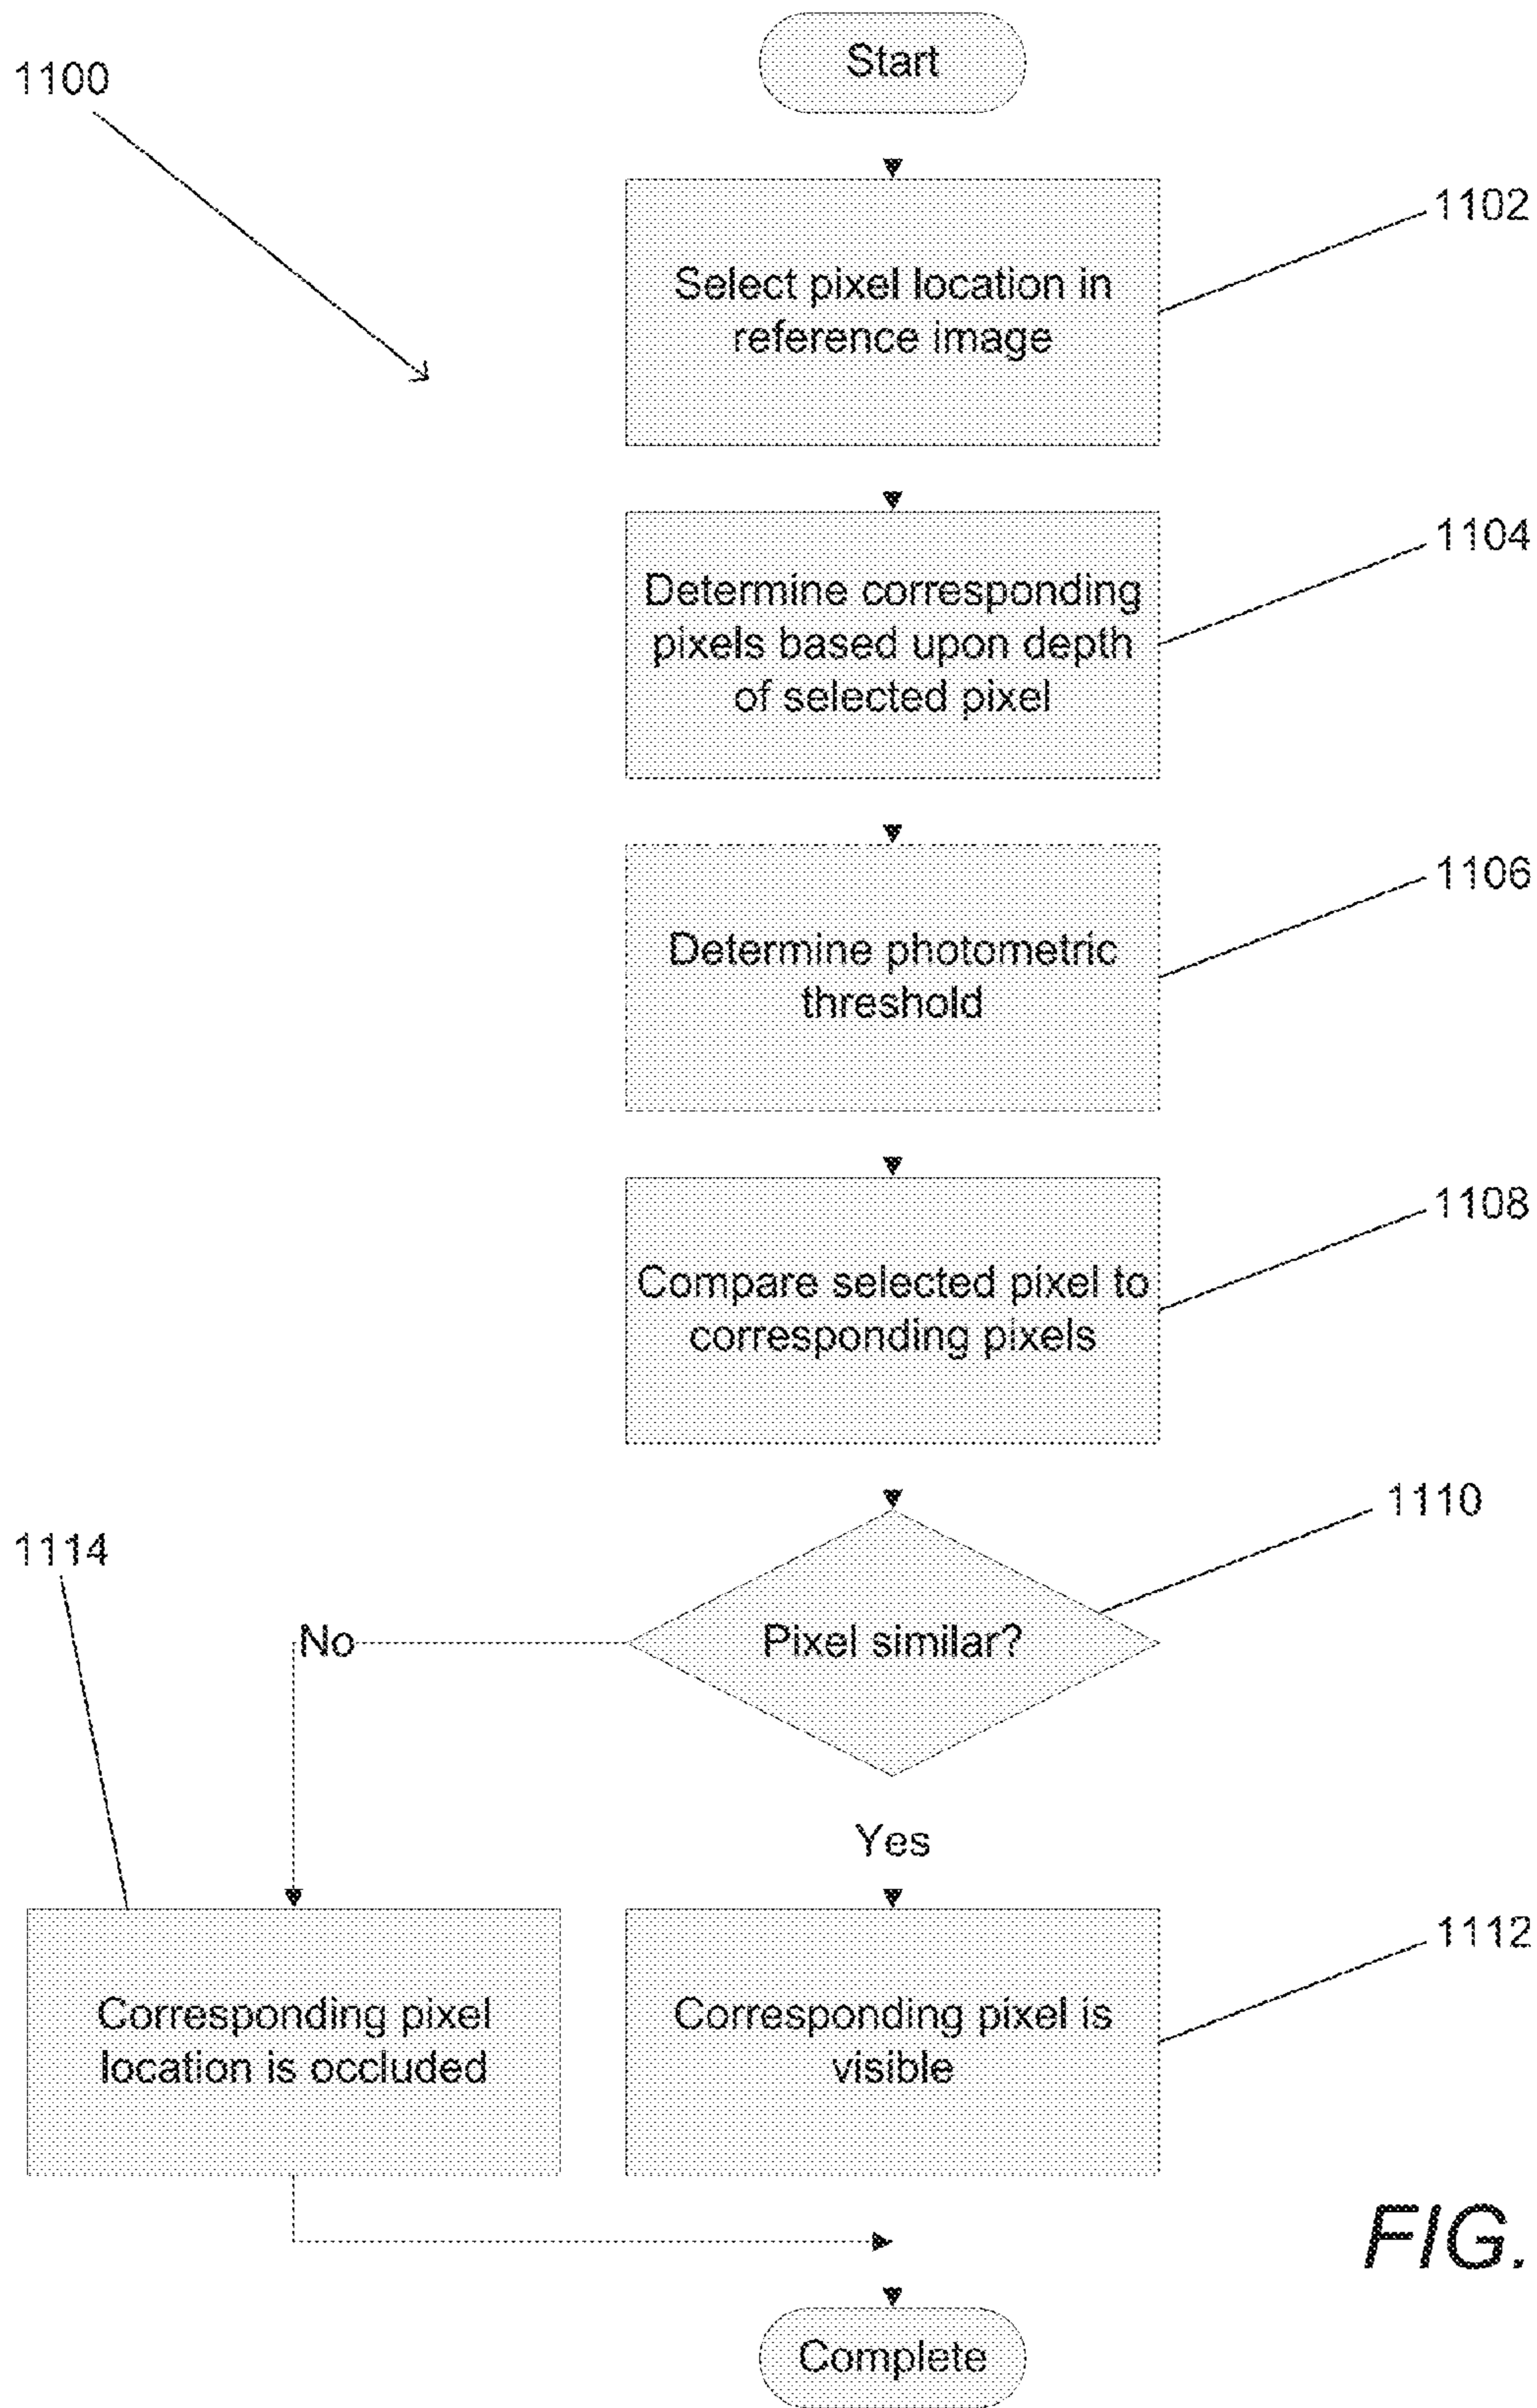 Start
1100
1102
Select pixel location in
reference image
1104
Determine corresponding
pixels based upon depth
of selected pixel
1106
Determine photometric
threshold
1108
Compare selected pixel to
corresponding pixels
1110
Pixel similar?
No
1114
Yes
1112
Corresponding pixel
location is occluded
Corresponding pixel is
visible
FIG.
Complete